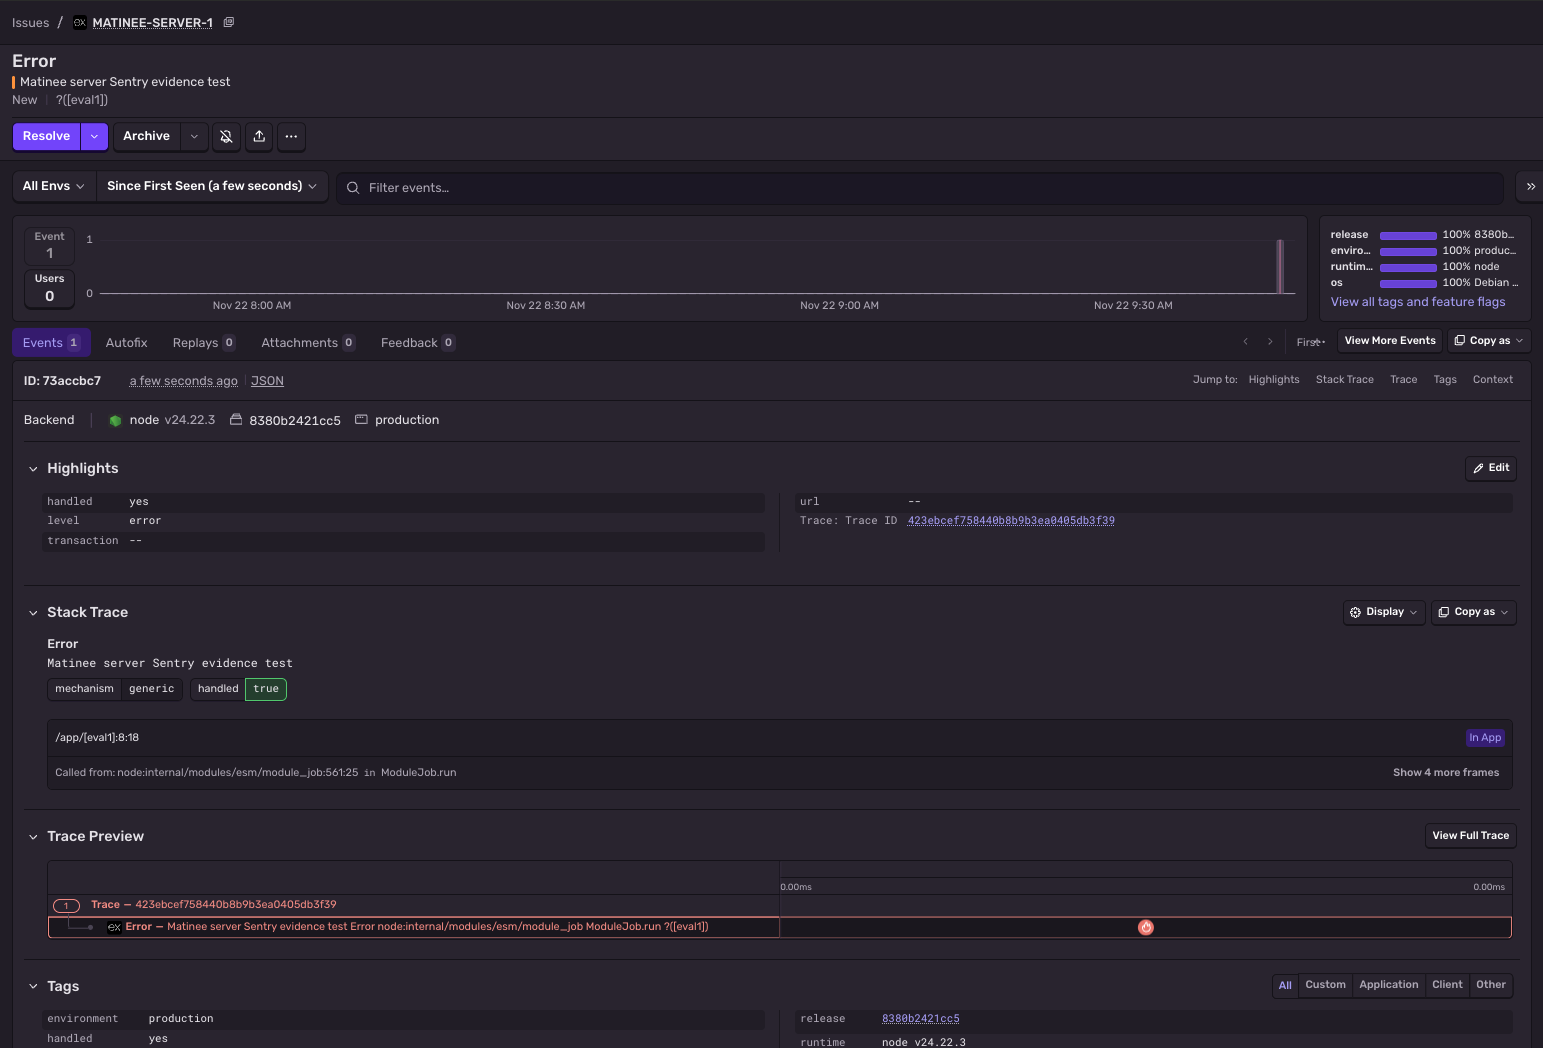 Issues / MATINEE-SERVER-1
Error
Matinee server Sentry evidence test
New ?([eval1])
Resolve Archive
All Envs Since First Seen (a few seconds) Filter events...
Event
1
Users
0
1
0
Nov 22 8:00 AM Nov 22 8:30 AM Nov 22 9:00 AM Nov 22 9:30 AM
release 100% 8380b...
enviro... 100% produc...
runtim... 100% node
os 100% Debian ...
View all tags and feature flags
Events 1 Autofix Replays 0 Attachments 0 Feedback 0
View More Events Copy as
ID: 73accbc7 a few seconds ago JSON
Jump to: Highlights Stack Trace Trace Tags Context
Backend node v24.22.3 8380b2421cc5 production
Highlights
Edit
handled yes
level error
transaction --
url --
Trace: Trace ID 423ebcef758440b8b9b3ea0405db3f39
Stack Trace
Display Copy as
Error
Matinee server Sentry evidence test
mechanism generic handled true
/app/[eval1]:8:18 In App
Called from: node:internal/modules/esm/module_job:561:25 in ModuleJob.run Show 4 more frames
Trace Preview
View Full Trace
0.00ms 0.00ms
1 Trace — 423ebcef758440b8b9b3ea0405db3f39
Error — Matinee server Sentry evidence test Error node:internal/modules/esm/module_job ModuleJob.run ?([eval1])
Tags
All Custom Application Client Other
environment production
handled yes
release 8380b2421cc5
runtime node v24.22.3